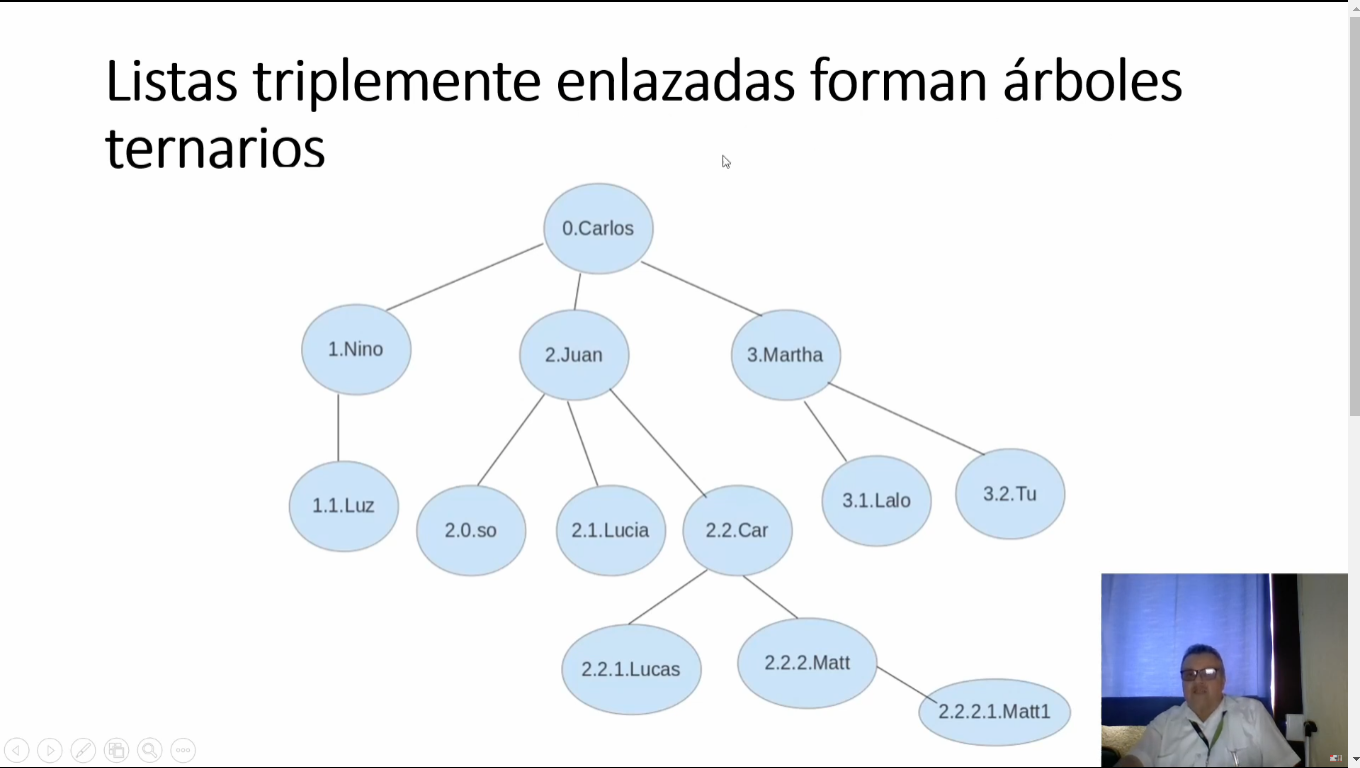 Listas triplemente enlazadas forman árboles
ternarios
0.Carlos
1.Nino
2.Juan
3.Martha
1.1.Luz
2.0.so
2.1.Lucia
2.2.Car
3.1.Lalo
3.2.Tu
2.2.1.Lucas
2.2.2.Matt
2.2.2.1.Matt1